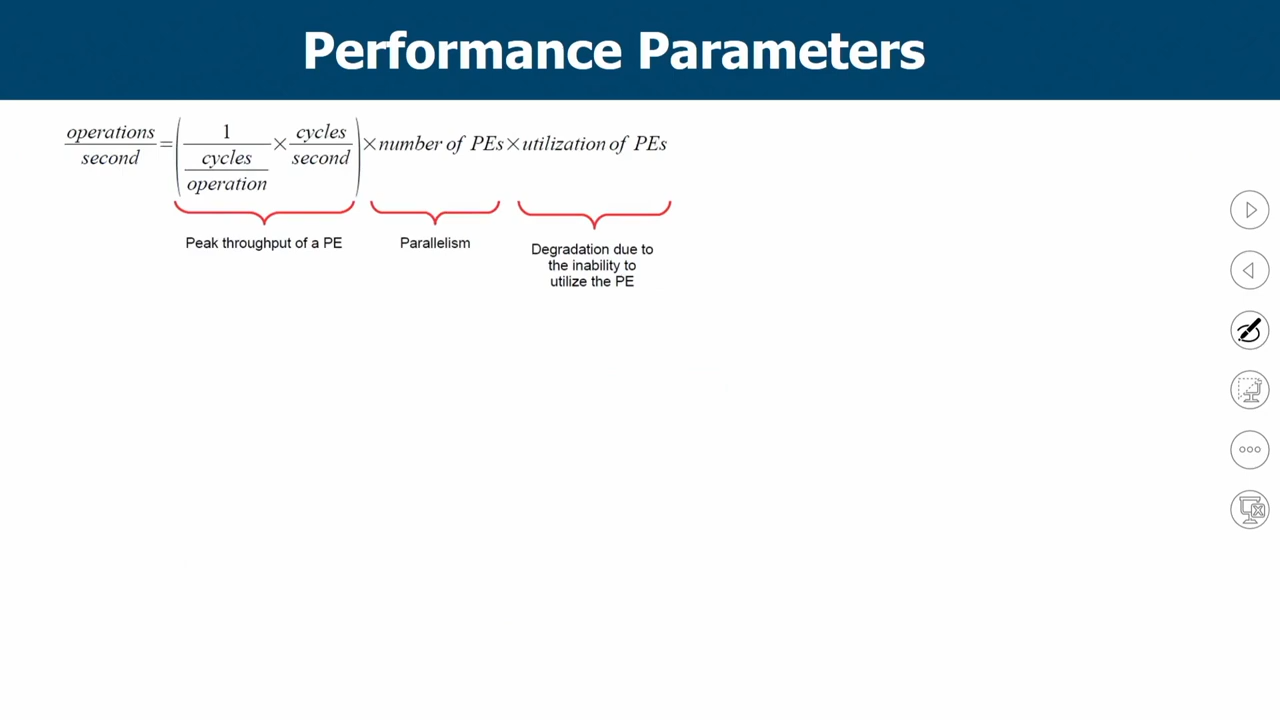 Performance Parameters
operations/second = (1/(cycles/operation) × cycles/second) × number of PEs × utilization of PEs
Peak throughput of a PE
Parallelism
Degradation due to
the inability to
utilize the PE